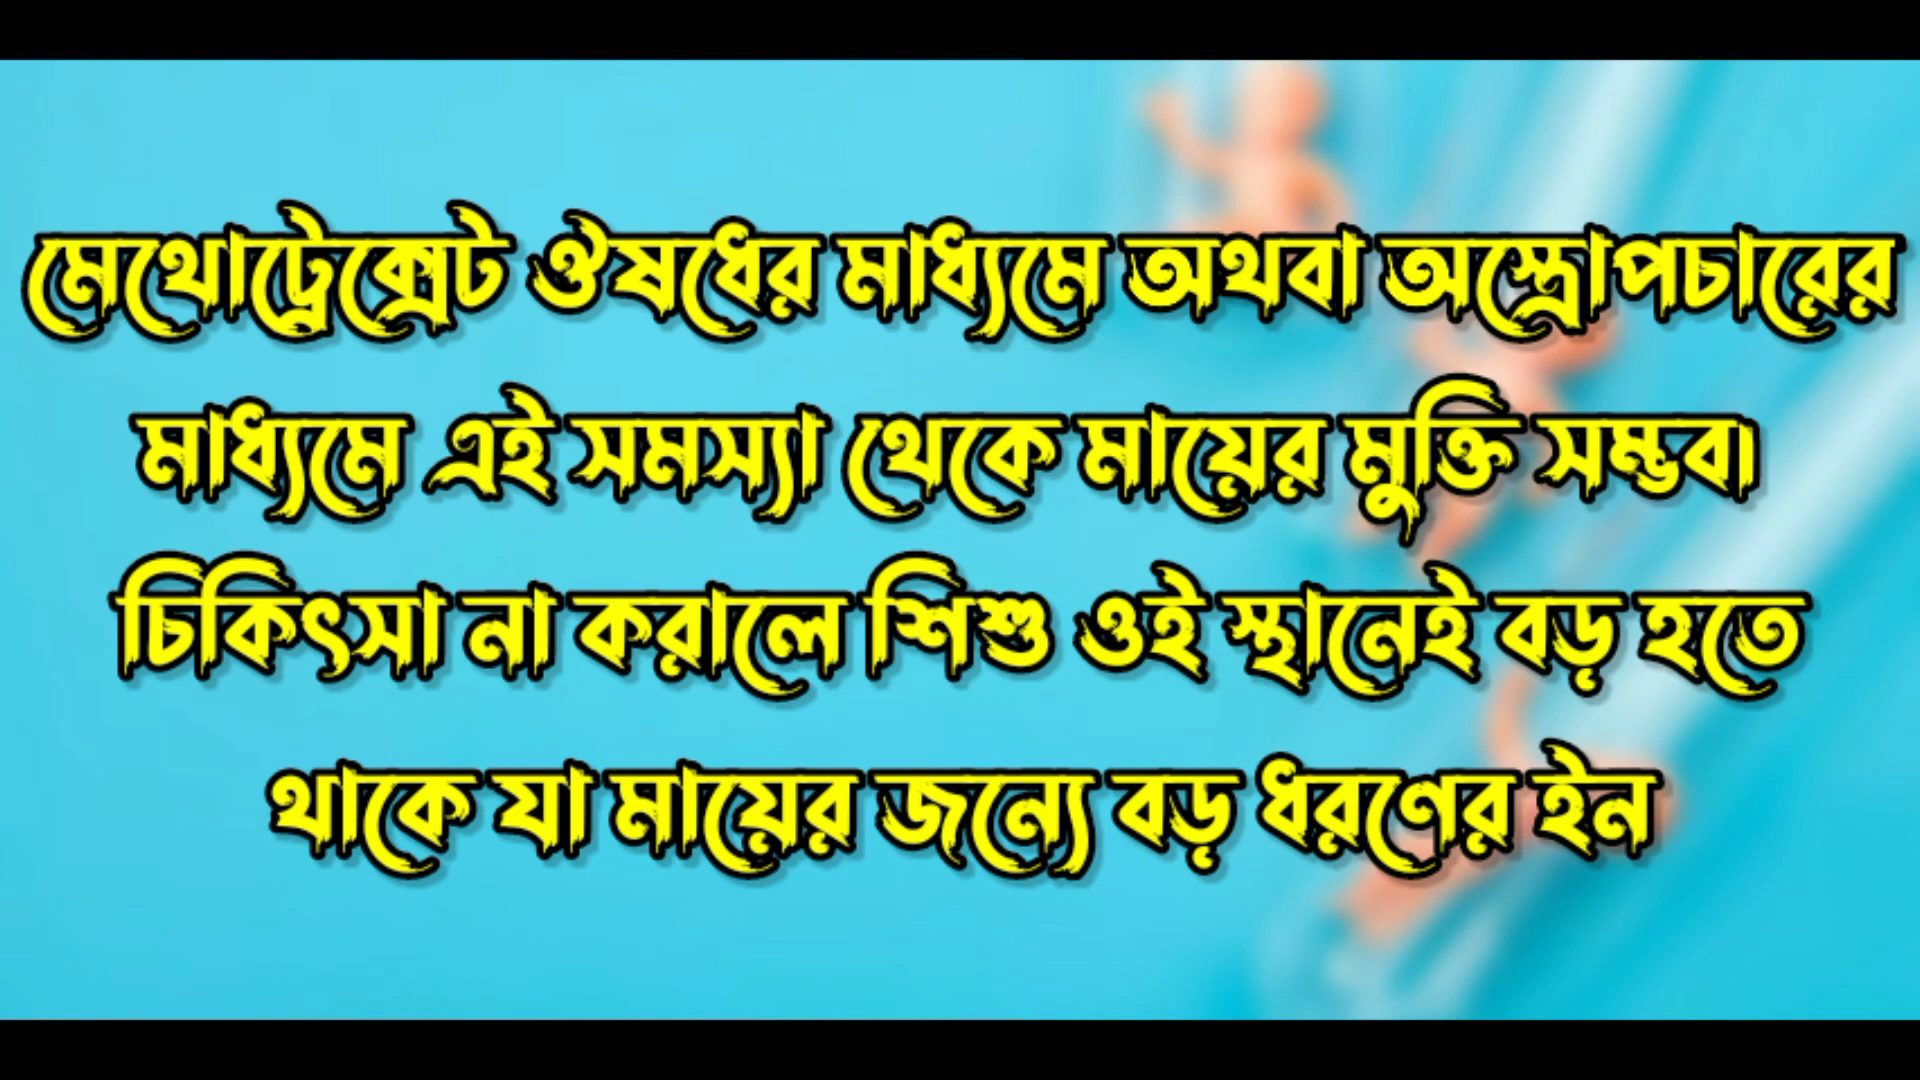 মেথোট্রেক্সেট ঔষধের মাধ্যমে অথবা অস্ত্রোপচারের
মাধ্যমে এই সমস্যা থেকে মায়ের মুক্তি সম্ভব।
চিকিৎসা না করালে শিশু ওই স্থানেই বড় হতে
থাকে যা মায়ের জন্যে বড় ধরণের ইন